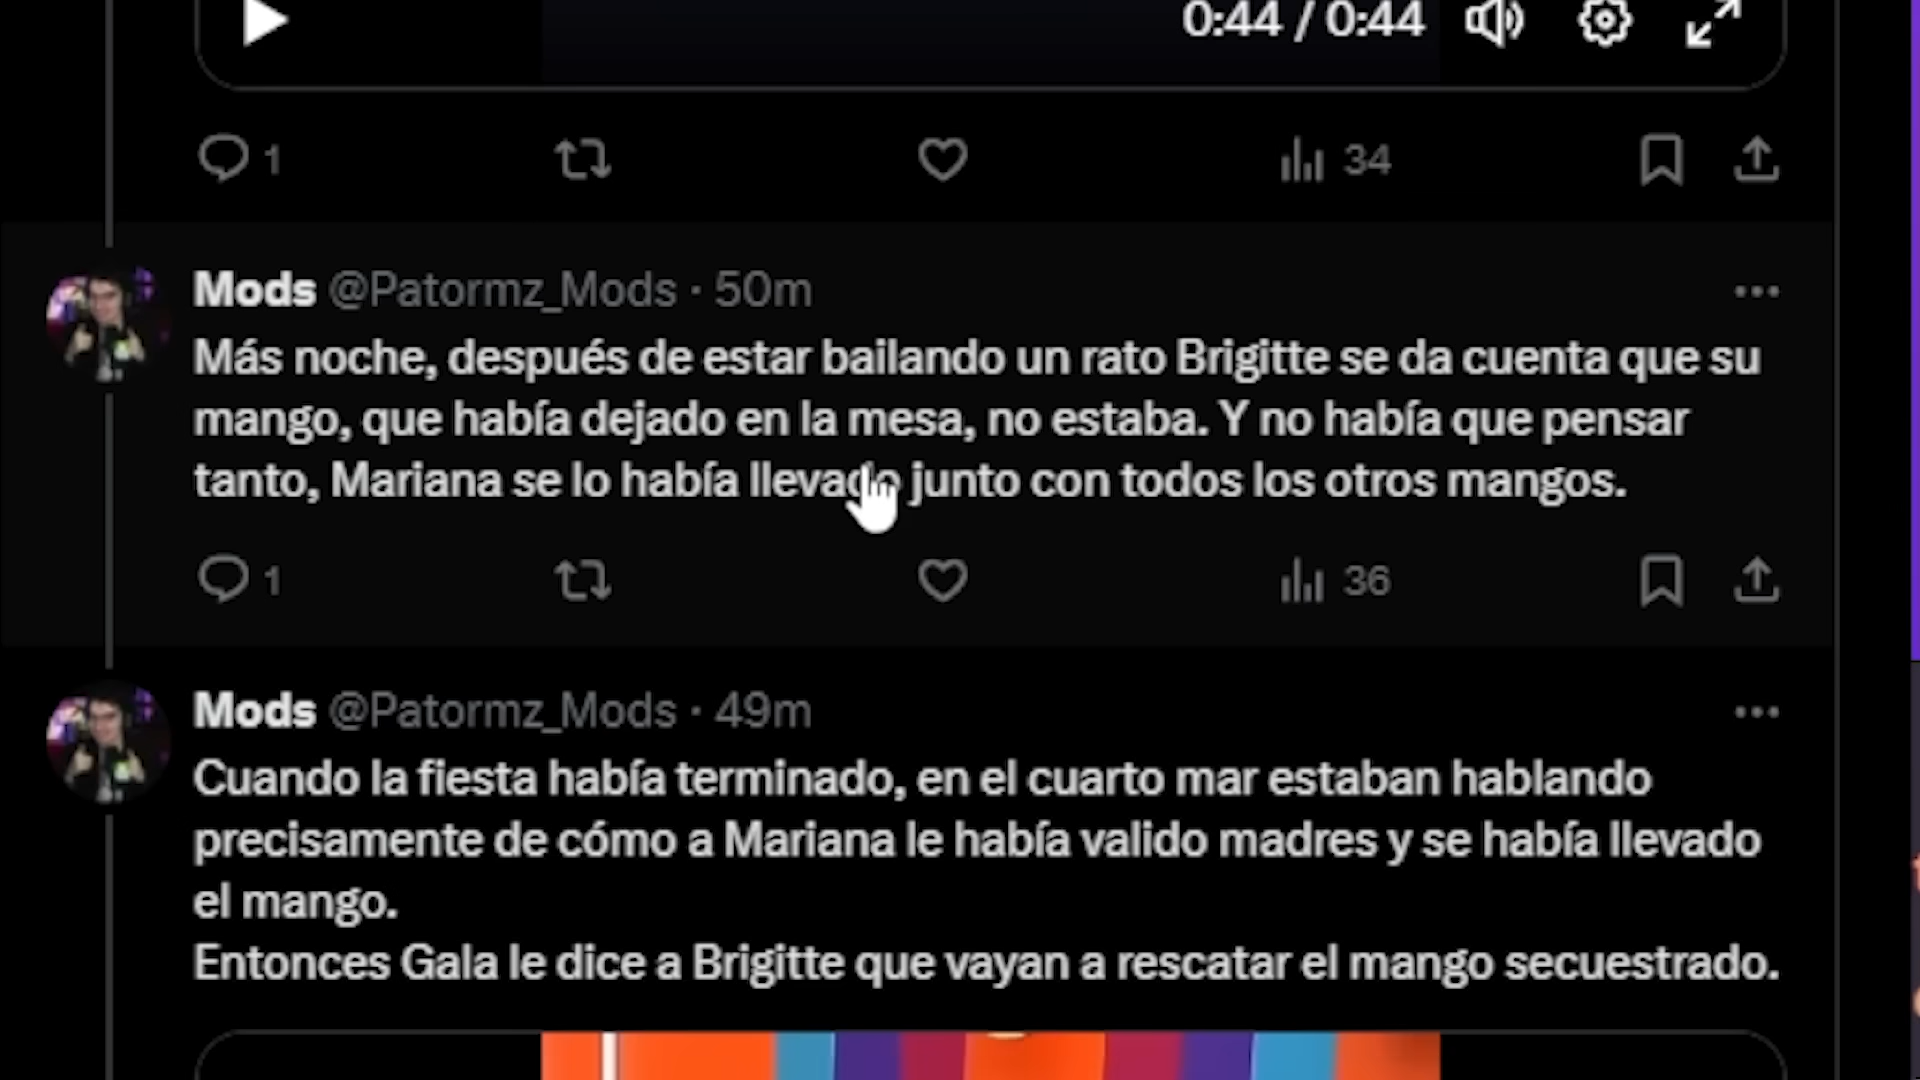 0:44 / 0:44
1
34
Mods @Patormz_Mods · 50m
Más noche, después de estar bailando un rato Brigitte se da cuenta que su
mango, que había dejado en la mesa, no estaba. Y no había que pensar
tanto, Mariana se lo había llevado junto con todos los otros mangos.
1
36
Mods @Patormz_Mods · 49m
Cuando la fiesta había terminado, en el cuarto mar estaban hablando
precisamente de cómo a Mariana le había valido madres y se había llevado
el mango.
Entonces Gala le dice a Brigitte que vayan a rescatar el mango secuestrado.